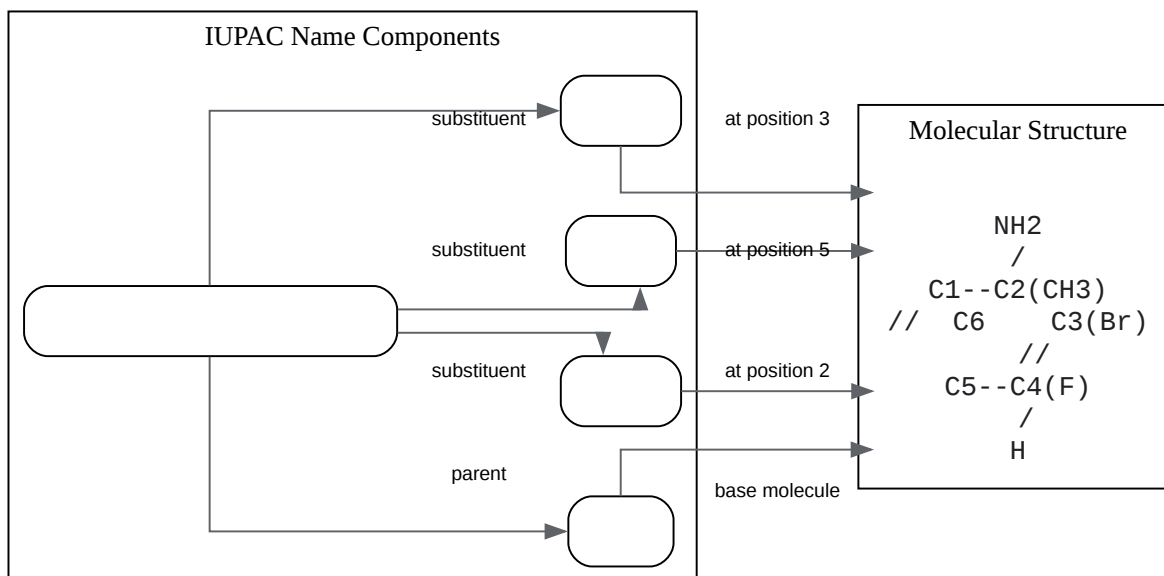 IUPAC Name Components
substituent
at position 3
substituent
at position 5
substituent
at position 2
parent
base molecule
Molecular Structure
NH2
/
C1--C2(CH3)
// C6 C3(Br)
//
C5--C4(F)
/
H